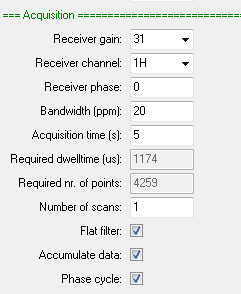 === Acquisition ===
Receiver gain: 31
Receiver channel: 1H
Receiver phase: 0
Bandwidth (ppm): 20
Acquisition time (s): 5
Required dwelltime (us): 1174
Required nr. of points: 4259
Number of scans: 1
Flat filter:
Accumulate data:
Phase cycle: